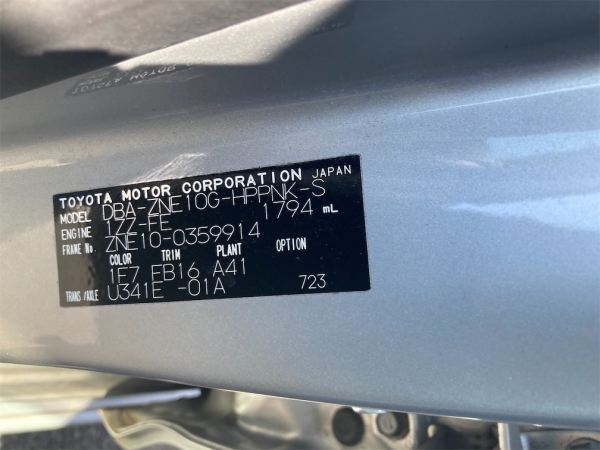 TOYOTA MOTOR CORPORATION JAPAN
MODEL DBA-ZNE10G-HPPNK-S
ENGINE 1ZZ-FE 1794 mL
FRAME No. ZNE10-0359914
COLOR TRIM PLANT OPTION
1F7 FB16 A41
TRANS/AXLE U341E -01A 723